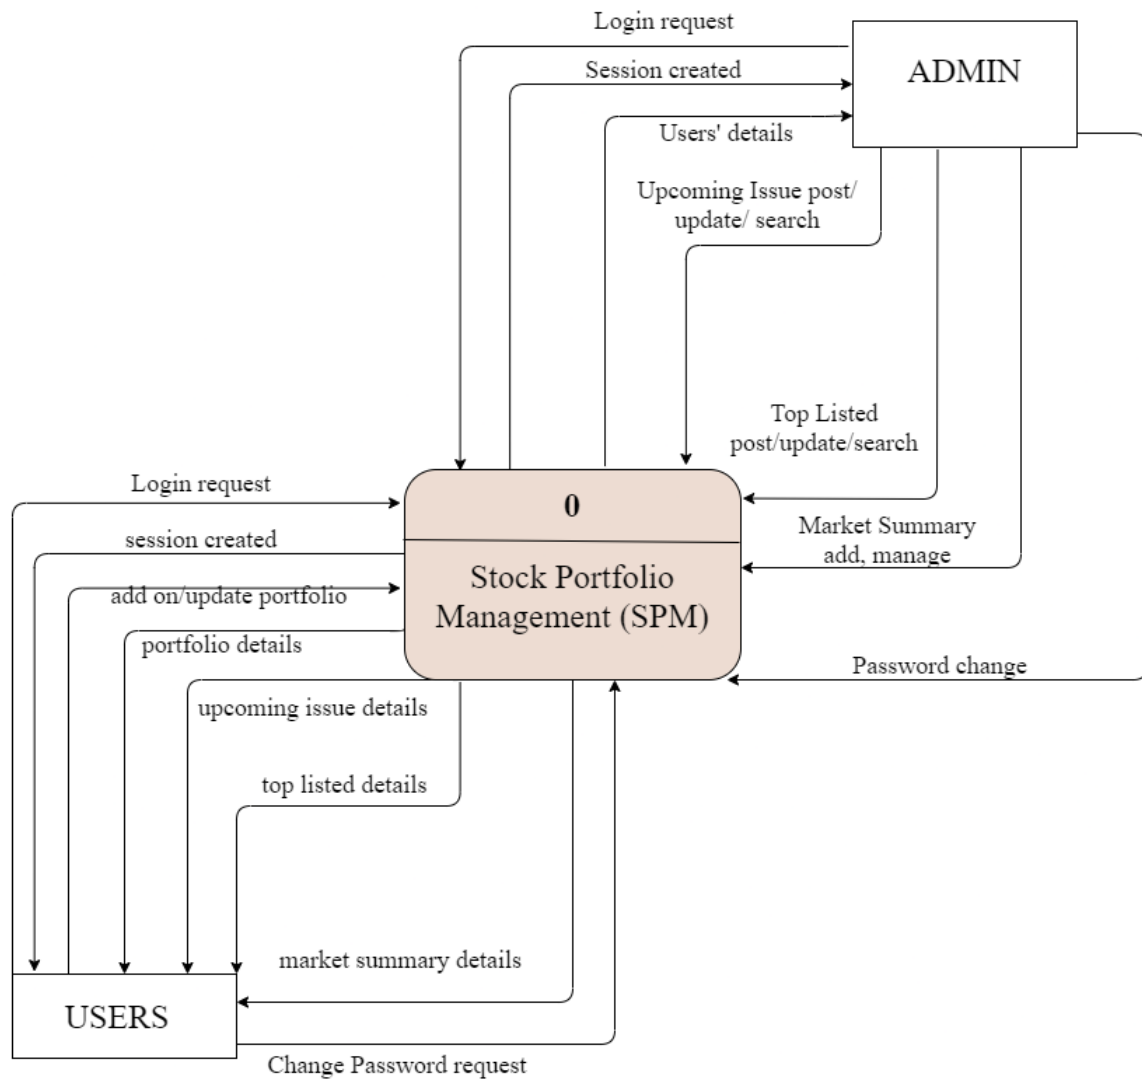 Login request
ADMIN
Session created
Users' details
Upcoming Issue post/
update/ search
Top Listed
post/update/search
Login request
0
Market Summary
add, manage
session created
Stock Portfolio
Management (SPM)
add on/update portfolio
portfolio details
Password change
upcoming issue details
top listed details
market summary details
USERS
Change Password request